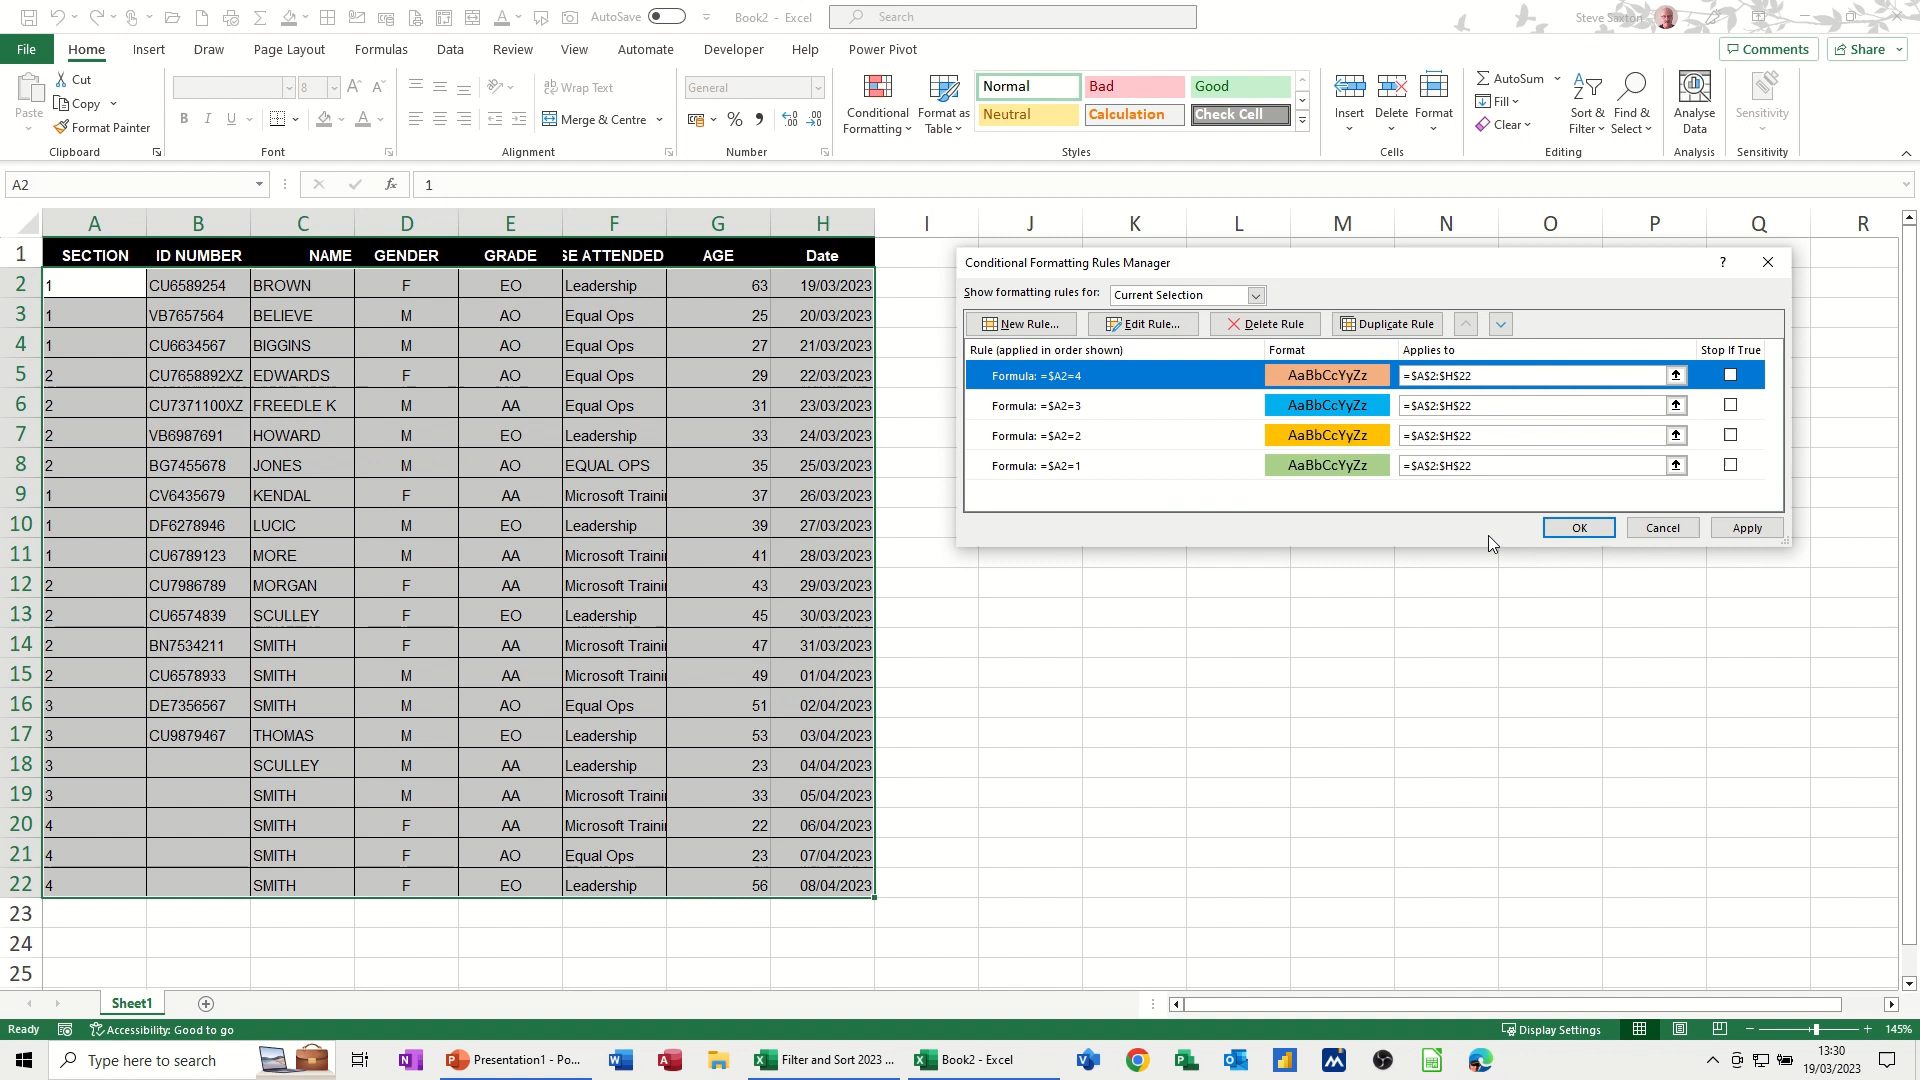 AutoSave Book2 - Excel Search Steve Saxton
File Home Insert Draw Page Layout Formulas Data Review View Automate Developer Help Power Pivot Comments Share
Cut
Copy
Format Painter
Paste
Clipboard
8
B I U
Font
Wrap Text
Merge & Centre
Alignment
General
Number
Conditional Formatting
Format as Table
Normal Bad Good
Neutral Calculation Check Cell
Styles
Insert Delete Format
Cells
AutoSum
Fill
Clear
Sort & Filter
Find & Select
Editing
Analyse Data
Analysis
Sensitivity
Sensitivity
A2 fx 1
A B C D E F G H I J K L M N O P Q R
1 SECTION ID NUMBER NAME GENDER GRADE SE ATTENDED AGE Date
2 1 CU6589254 BROWN F EO Leadership 63 19/03/2023
3 1 VB7657564 BELIEVE M AO Equal Ops 25 20/03/2023
4 1 CU6634567 BIGGINS M AO Equal Ops 27 21/03/2023
5 2 CU7658892XZ EDWARDS F AO Equal Ops 29 22/03/2023
6 2 CU7371100XZ FREEDLE K M AA Equal Ops 31 23/03/2023
7 2 VB6987691 HOWARD M EO Leadership 33 24/03/2023
8 2 BG7455678 JONES M AO EQUAL OPS 35 25/03/2023
9 1 CV6435679 KENDAL F AA Microsoft Traini 37 26/03/2023
10 1 DF6278946 LUCIC M EO Leadership 39 27/03/2023
11 1 CU6789123 MORE M AA Microsoft Traini 41 28/03/2023
12 2 CU7986789 MORGAN F AA Microsoft Traini 43 29/03/2023
13 2 CU6574839 SCULLEY F EO Leadership 45 30/03/2023
14 2 BN7534211 SMITH F AA Microsoft Traini 47 31/03/2023
15 2 CU6578933 SMITH M AA Microsoft Traini 49 01/04/2023
16 3 DE7356567 SMITH M AO Equal Ops 51 02/04/2023
17 3 CU9879467 THOMAS M EO Leadership 53 03/04/2023
18 3 SCULLEY M AA Leadership 23 04/04/2023
19 3 SMITH M AA Microsoft Traini 33 05/04/2023
20 4 SMITH F AA Microsoft Traini 22 06/04/2023
21 4 SMITH F AO Equal Ops 23 07/04/2023
22 4 SMITH F EO Leadership 56 08/04/2023
23
24
25
Conditional Formatting Rules Manager ?
Show formatting rules for: Current Selection
New Rule... Edit Rule... Delete Rule Duplicate Rule
Rule (applied in order shown) Format Applies to Stop If True
Formula: =$A2=4 AaBbCcYyZz =$A$2:$H$22
Formula: =$A2=3 AaBbCcYyZz =$A$2:$H$22
Formula: =$A2=2 AaBbCcYyZz =$A$2:$H$22
Formula: =$A2=1 AaBbCcYyZz =$A$2:$H$22
OK Cancel Apply
Sheet1
Ready Accessibility: Good to go Display Settings 145%
Type here to search Presentation1 - Po... Filter and Sort 2023 ... Book2 - Excel
13:30
19/03/2023